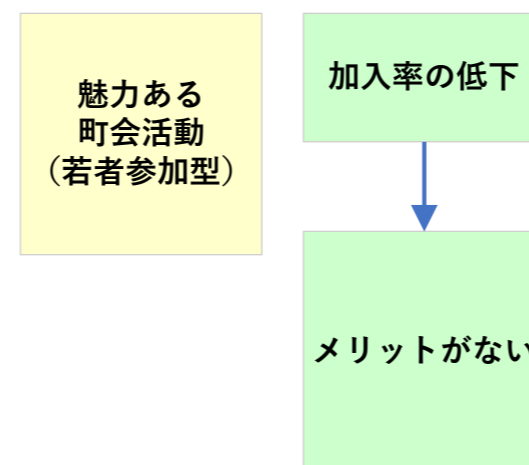 魅力ある
町会活動
（若者参加型）
加入率の低下
メリットがない